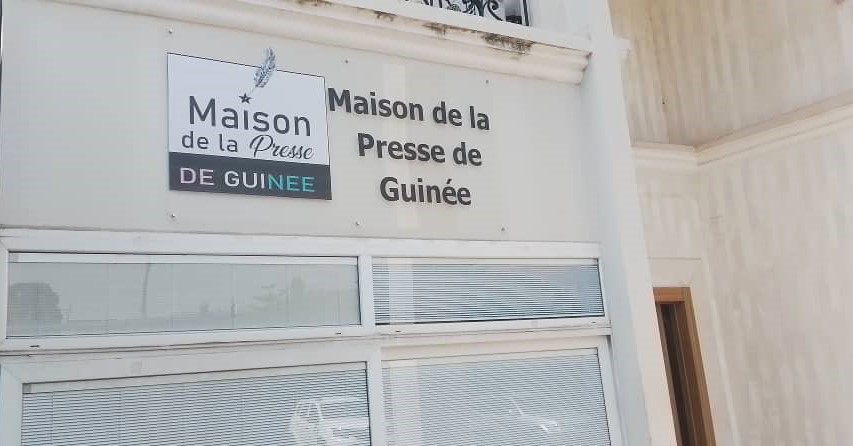 Maison
de la Presse
DE GUINEE
Maison de la
Presse de
Guinée